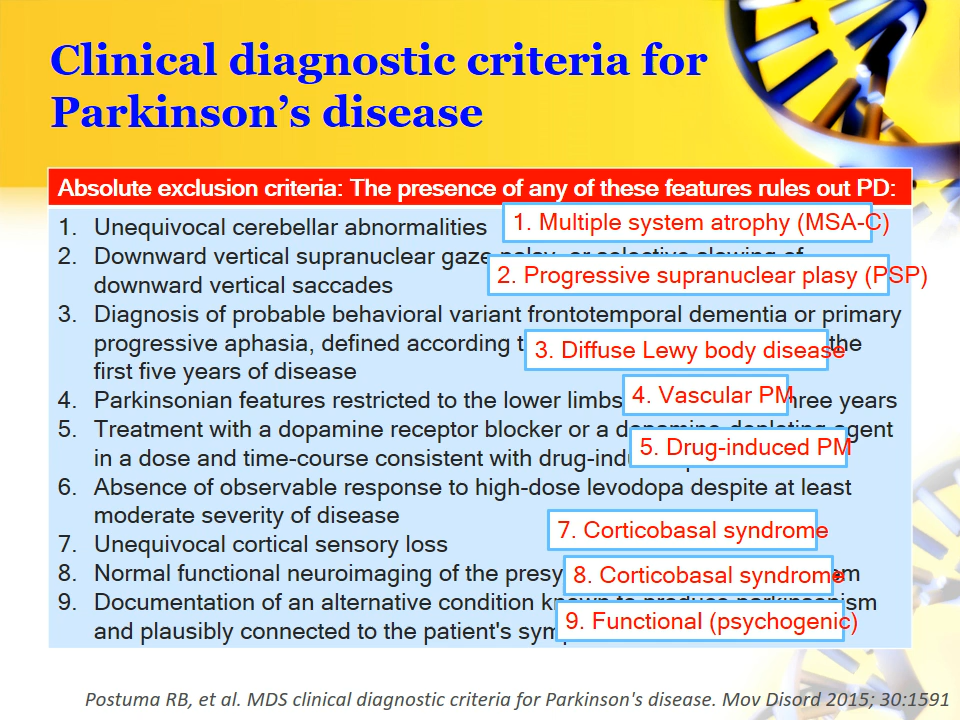 Clinical diagnostic criteria for
Parkinson’s disease
Absolute exclusion criteria: The presence of any of these features rules out PD:
1. Unequivocal cerebellar abnormalities
1. Multiple system atrophy (MSA-C)
2. Downward vertical supranuclear gaze
downward vertical saccades
2. Progressive supranuclear plasy (PSP)
3. Diagnosis of probable behavioral variant frontotemporal dementia or primary
progressive aphasia, defined according the
first five years of disease
3. Diffuse Lewy body disease
4. Parkinsonian features restricted to the lower limbs three years
4. Vascular PM
5. Treatment with a dopamine receptor blocker or a dopamine-depleting agent
in a dose and time-course consistent with
5. Drug-induced PM
6. Absence of observable response to high-dose levodopa despite at least
moderate severity of disease
7. Unequivocal cortical sensory loss
7. Corticobasal syndrome
8. Normal functional neuroimaging of the
8. Corticobasal syndrome
9. Documentation of an alternative condition known to produce parkinsonism
and plausibly connected to the patient's
9. Functional (psychogenic)
Postuma RB, et al. MDS clinical diagnostic criteria for Parkinson's disease. Mov Disord 2015; 30:1591